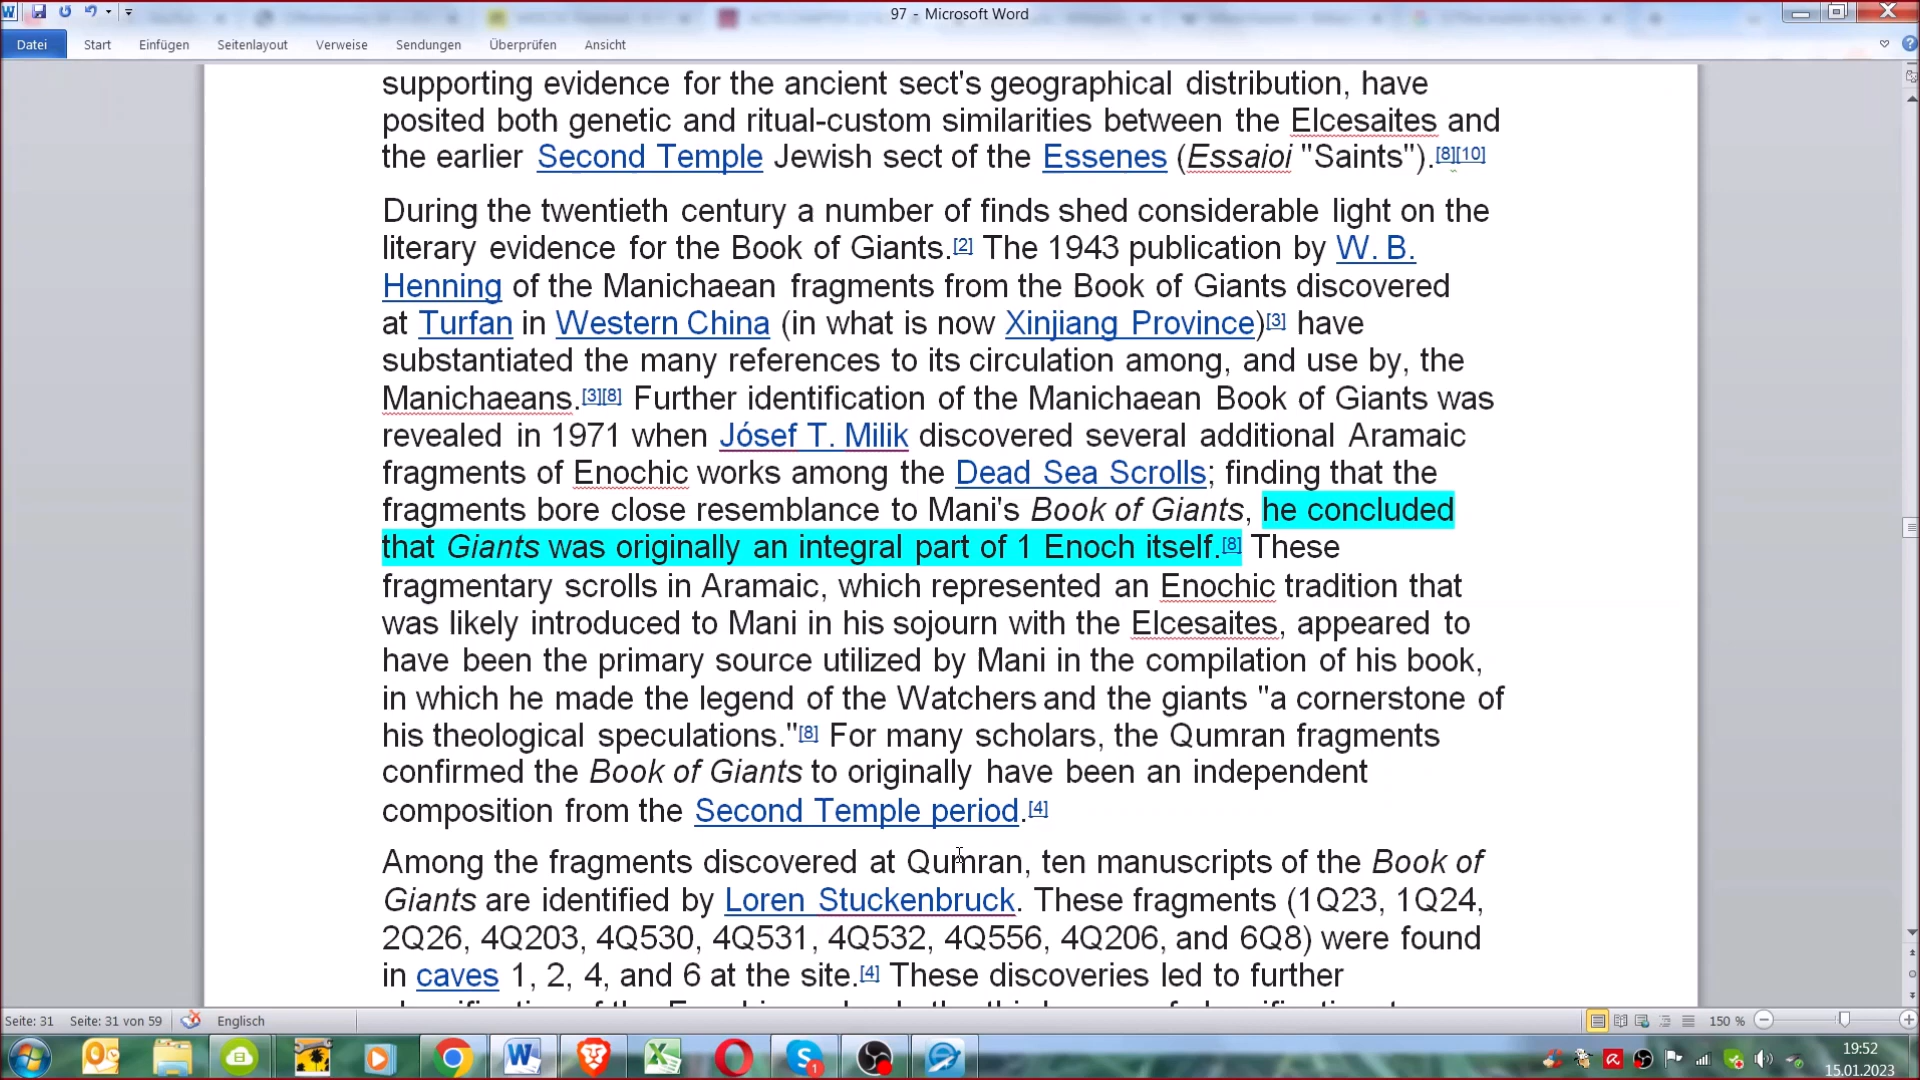 97 - Microsoft Word
Datei Start Einfügen Seitenlayout Verweise Sendungen Überprüfen Ansicht
supporting evidence for the ancient sect's geographical distribution, have
posited both genetic and ritual-custom similarities between the Elcesaites and
the earlier Second Temple Jewish sect of the Essenes (Essaioi "Saints").[8][10]
During the twentieth century a number of finds shed considerable light on the
literary evidence for the Book of Giants.[2] The 1943 publication by W. B.
Henning of the Manichaean fragments from the Book of Giants discovered
at Turfan in Western China (in what is now Xinjiang Province)[3] have
substantiated the many references to its circulation among, and use by, the
Manichaeans.[3][8] Further identification of the Manichaean Book of Giants was
revealed in 1971 when Jósef T. Milik discovered several additional Aramaic
fragments of Enochic works among the Dead Sea Scrolls; finding that the
fragments bore close resemblance to Mani's Book of Giants, he concluded
that Giants was originally an integral part of 1 Enoch itself.[8] These
fragmentary scrolls in Aramaic, which represented an Enochic tradition that
was likely introduced to Mani in his sojourn with the Elcesaites, appeared to
have been the primary source utilized by Mani in the compilation of his book,
in which he made the legend of the Watchers and the giants "a cornerstone of
his theological speculations."[8] For many scholars, the Qumran fragments
confirmed the Book of Giants to originally have been an independent
composition from the Second Temple period.[4]
Among the fragments discovered at Qumran, ten manuscripts of the Book of
Giants are identified by Loren Stuckenbruck. These fragments (1Q23, 1Q24,
2Q26, 4Q203, 4Q530, 4Q531, 4Q532, 4Q556, 4Q206, and 6Q8) were found
in caves 1, 2, 4, and 6 at the site.[4] These discoveries led to further
Seite: 31 Seite: 31 von 59 Englisch 150 %
19:52
15.01.2023